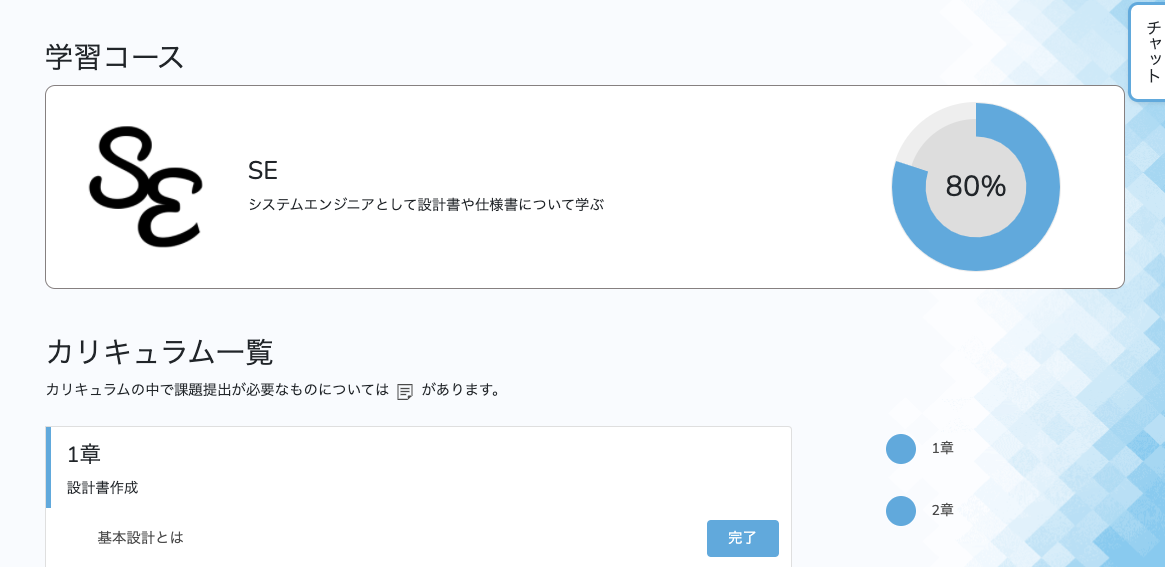 チャット
学習コース
SE
SE
システムエンジニアとして設計書や仕様書について学ぶ
80%
カリキュラム一覧
カリキュラムの中で課題提出が必要なものについては があります。
1章
設計書作成
基本設計とは
完了
1章
2章